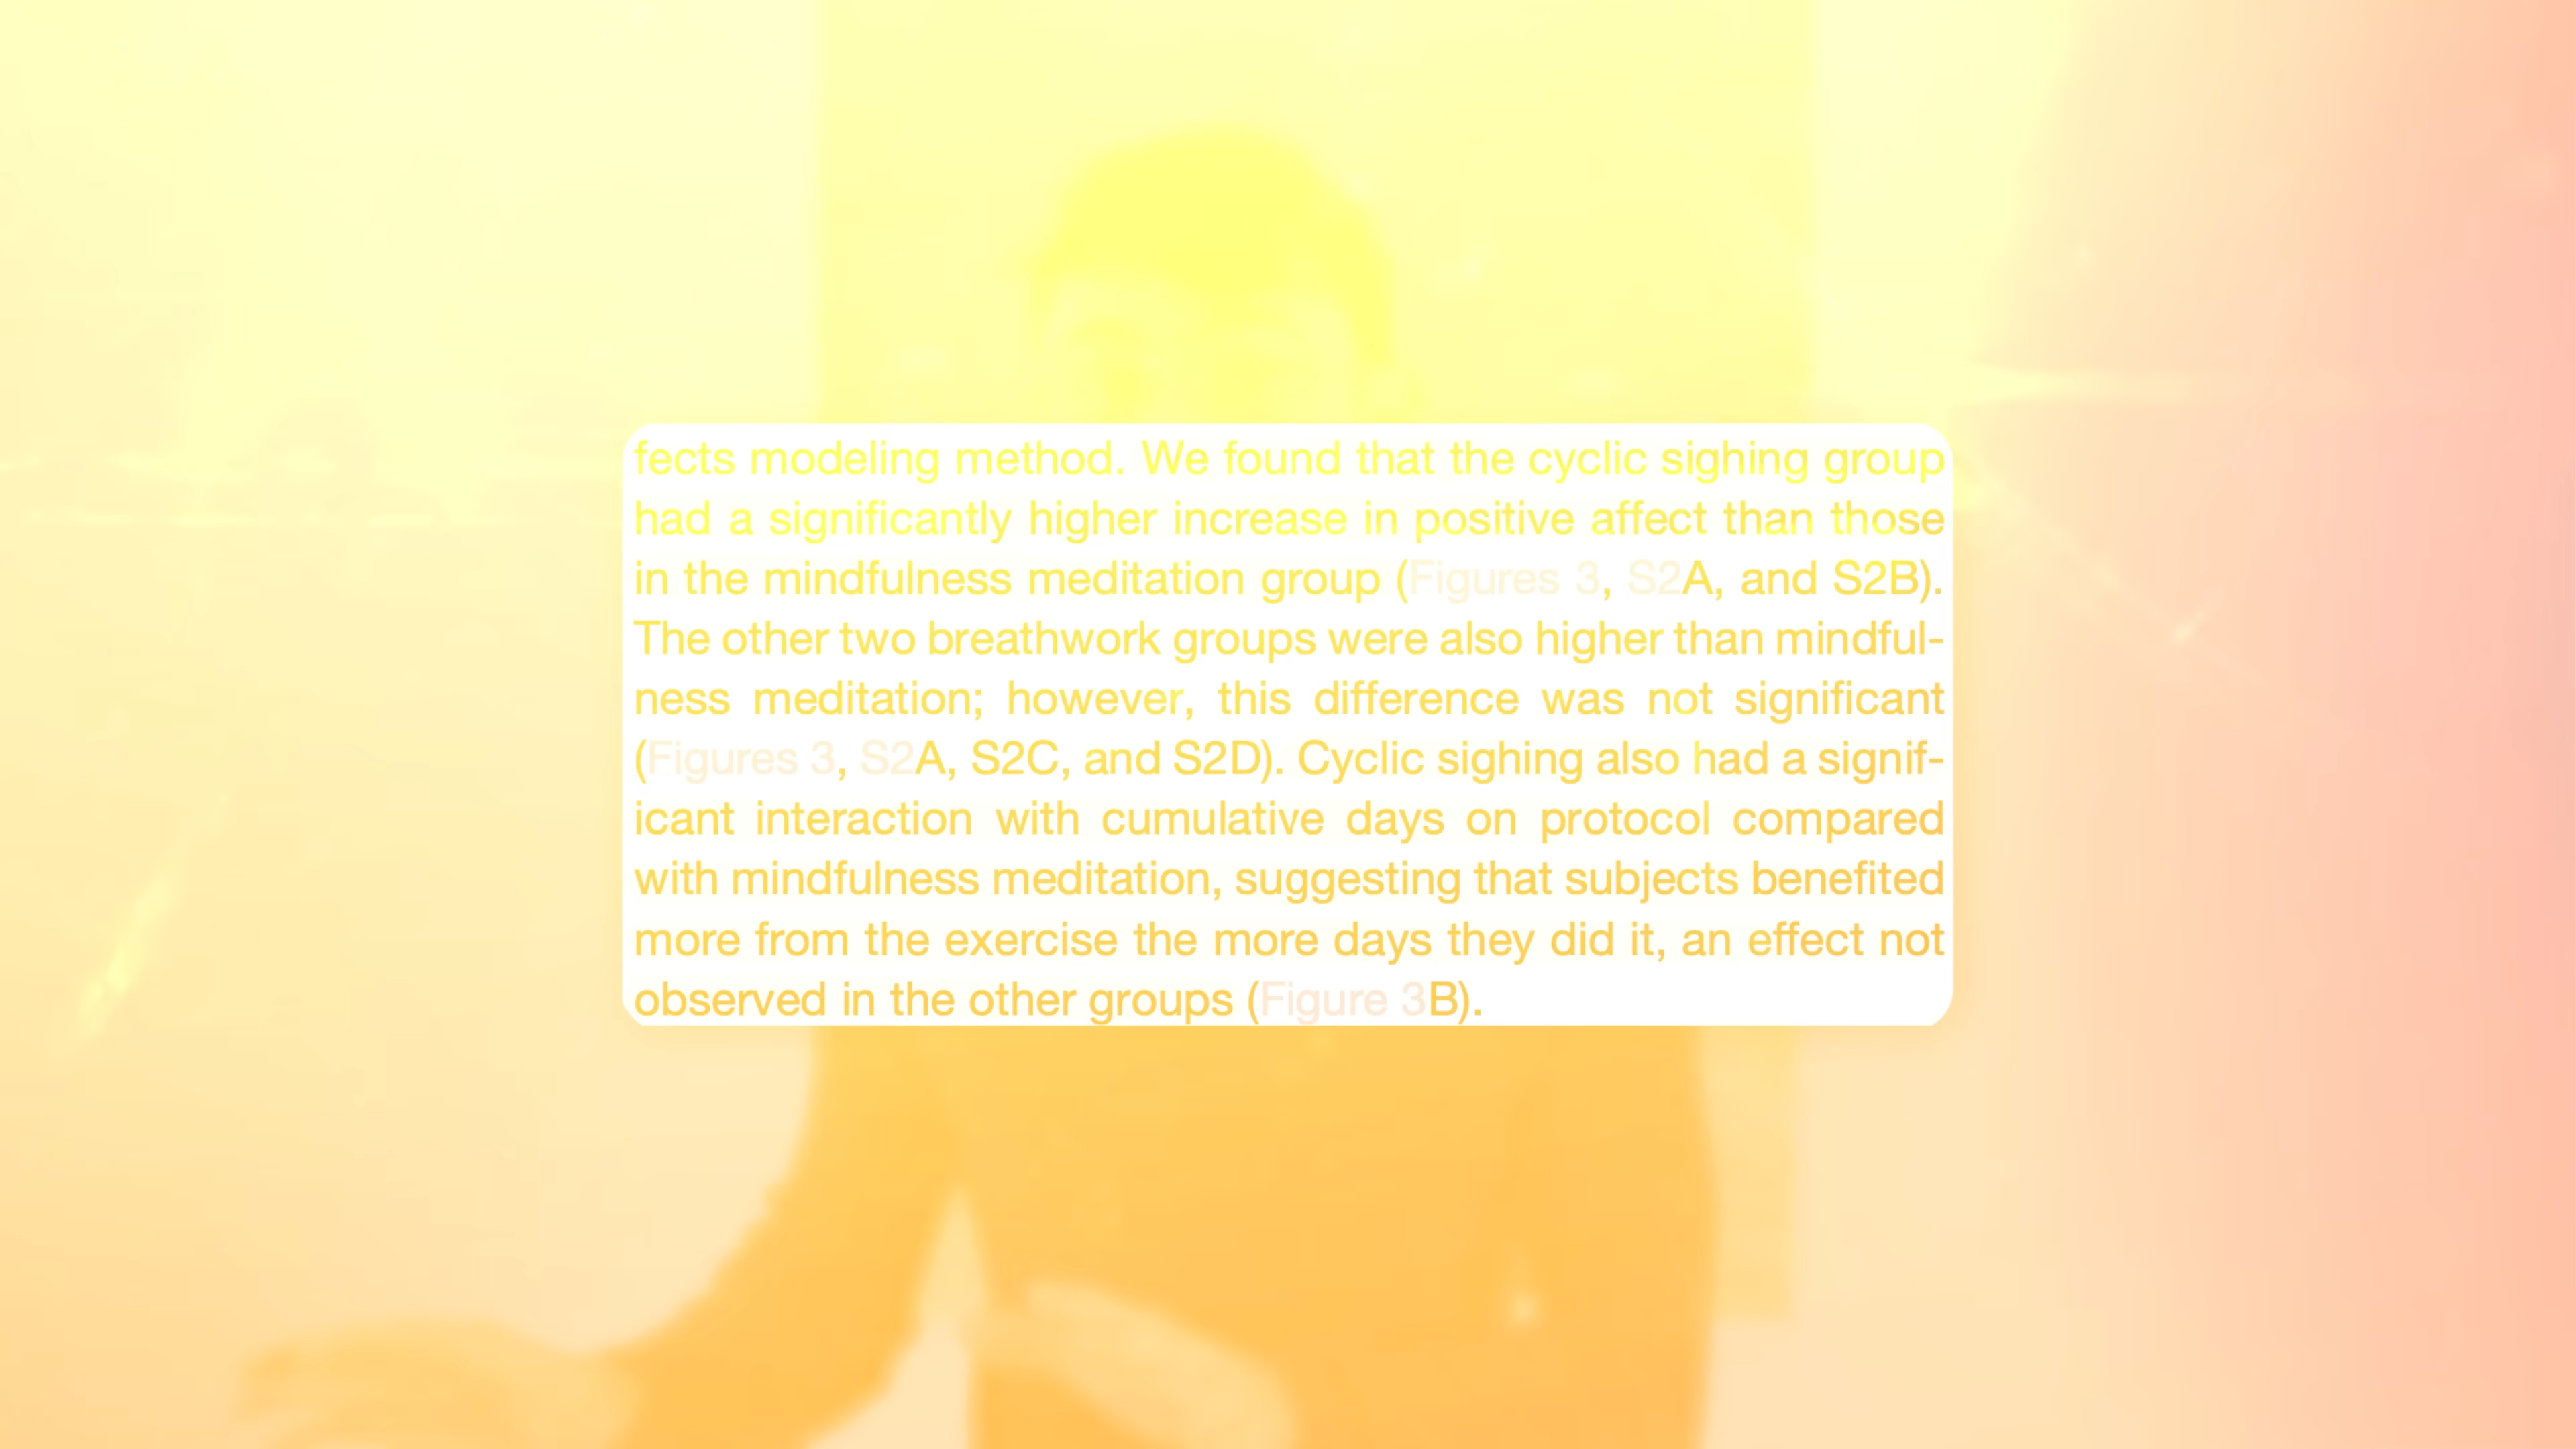 fects modeling method. We found that the cyclic sighing group
had a significantly higher increase in positive affect than those
in the mindfulness meditation group (Figures 3, S2A, and S2B).
The other two breathwork groups were also higher than mindful-
ness meditation; however, this difference was not significant
(Figures 3, S2A, S2C, and S2D). Cyclic sighing also had a signif-
icant interaction with cumulative days on protocol compared
with mindfulness meditation, suggesting that subjects benefited
more from the exercise the more days they did it, an effect not
observed in the other groups (Figure 3B).